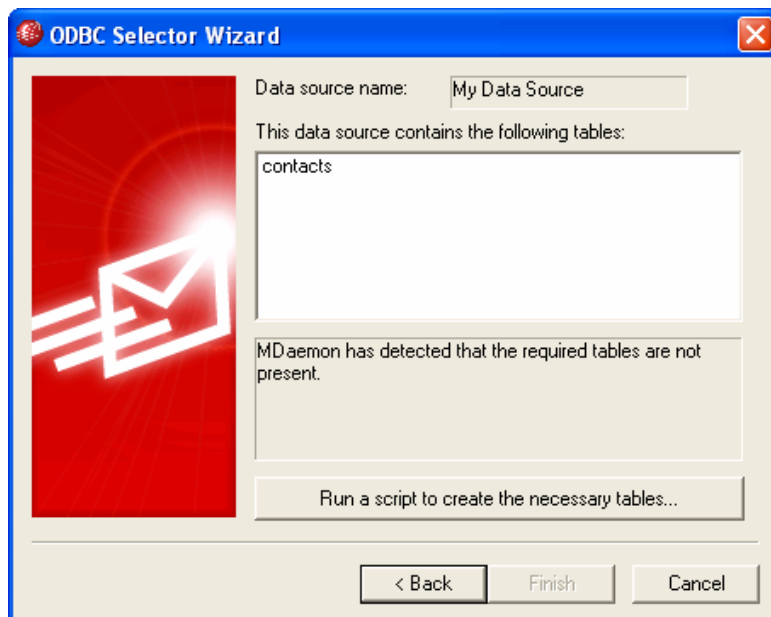 ODBC Selector Wizard
Data source name: My Data Source
This data source contains the following tables:
contacts
MDaemon has detected that the required tables are not
present.
Run a script to create the necessary tables...
< Back Finish Cancel